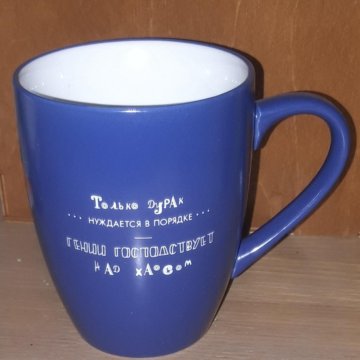 Только дурак
... нуждается в порядке ...
гений господствует
над хаосом